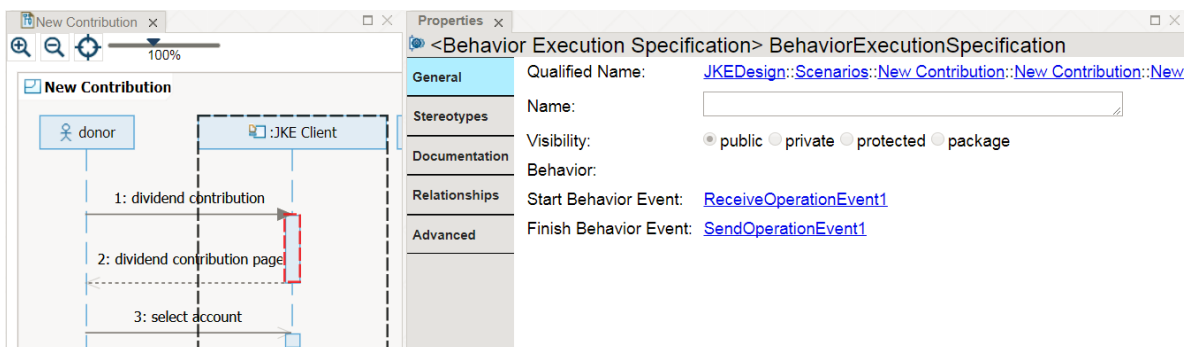 New Contribution
100%
New Contribution
donor
:JKE Client
1: dividend contribution
2: dividend contribution page
3: select account
Properties
<Behavior Execution Specification> BehaviorExecutionSpecification
General
Stereotypes
Documentation
Relationships
Advanced
Qualified Name: JKEDesign::Scenarios::New Contribution::New Contribution::New
Name:
Visibility: public private protected package
Behavior:
Start Behavior Event: ReceiveOperationEvent1
Finish Behavior Event: SendOperationEvent1